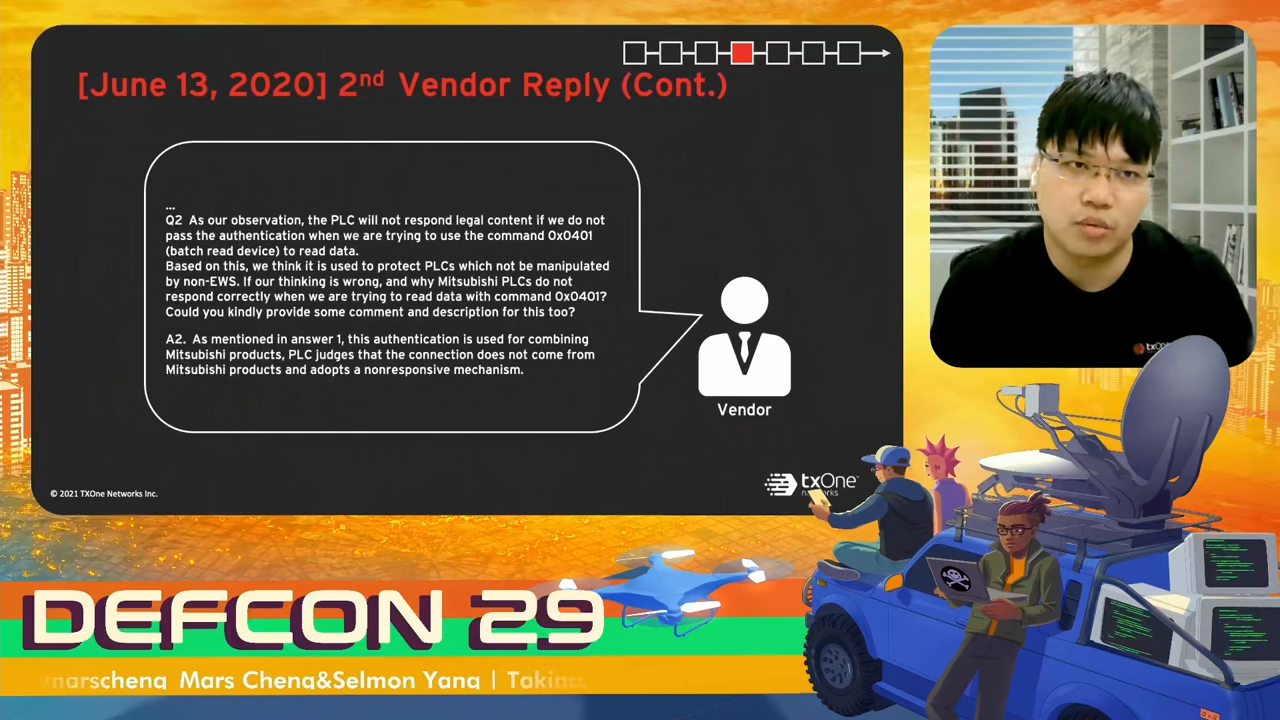 [June 13, 2020] 2nd Vendor Reply (Cont.)
...
Q2 As our observation, the PLC will not respond legal content if we do not
pass the authentication when we are trying to use the command 0x0401
(batch read device) to read data.
Based on this, we think it is used to protect PLCs which not be manipulated
by non-EWS. If our thinking is wrong, and why Mitsubishi PLCs do not
respond correctly when we are trying to read data with command 0x0401?
Could you kindly provide some comment and description for this too?
A2. As mentioned in answer 1, this authentication is used for combining
Mitsubishi products, PLC judges that the connection does not come from
Mitsubishi products and adopts a nonresponsive mechanism.
Vendor
© 2021 TXOne Networks Inc.
txOne
networks
txOne
DEFCON 29
marscheng Mars Cheng&Selmon Yang | Taking